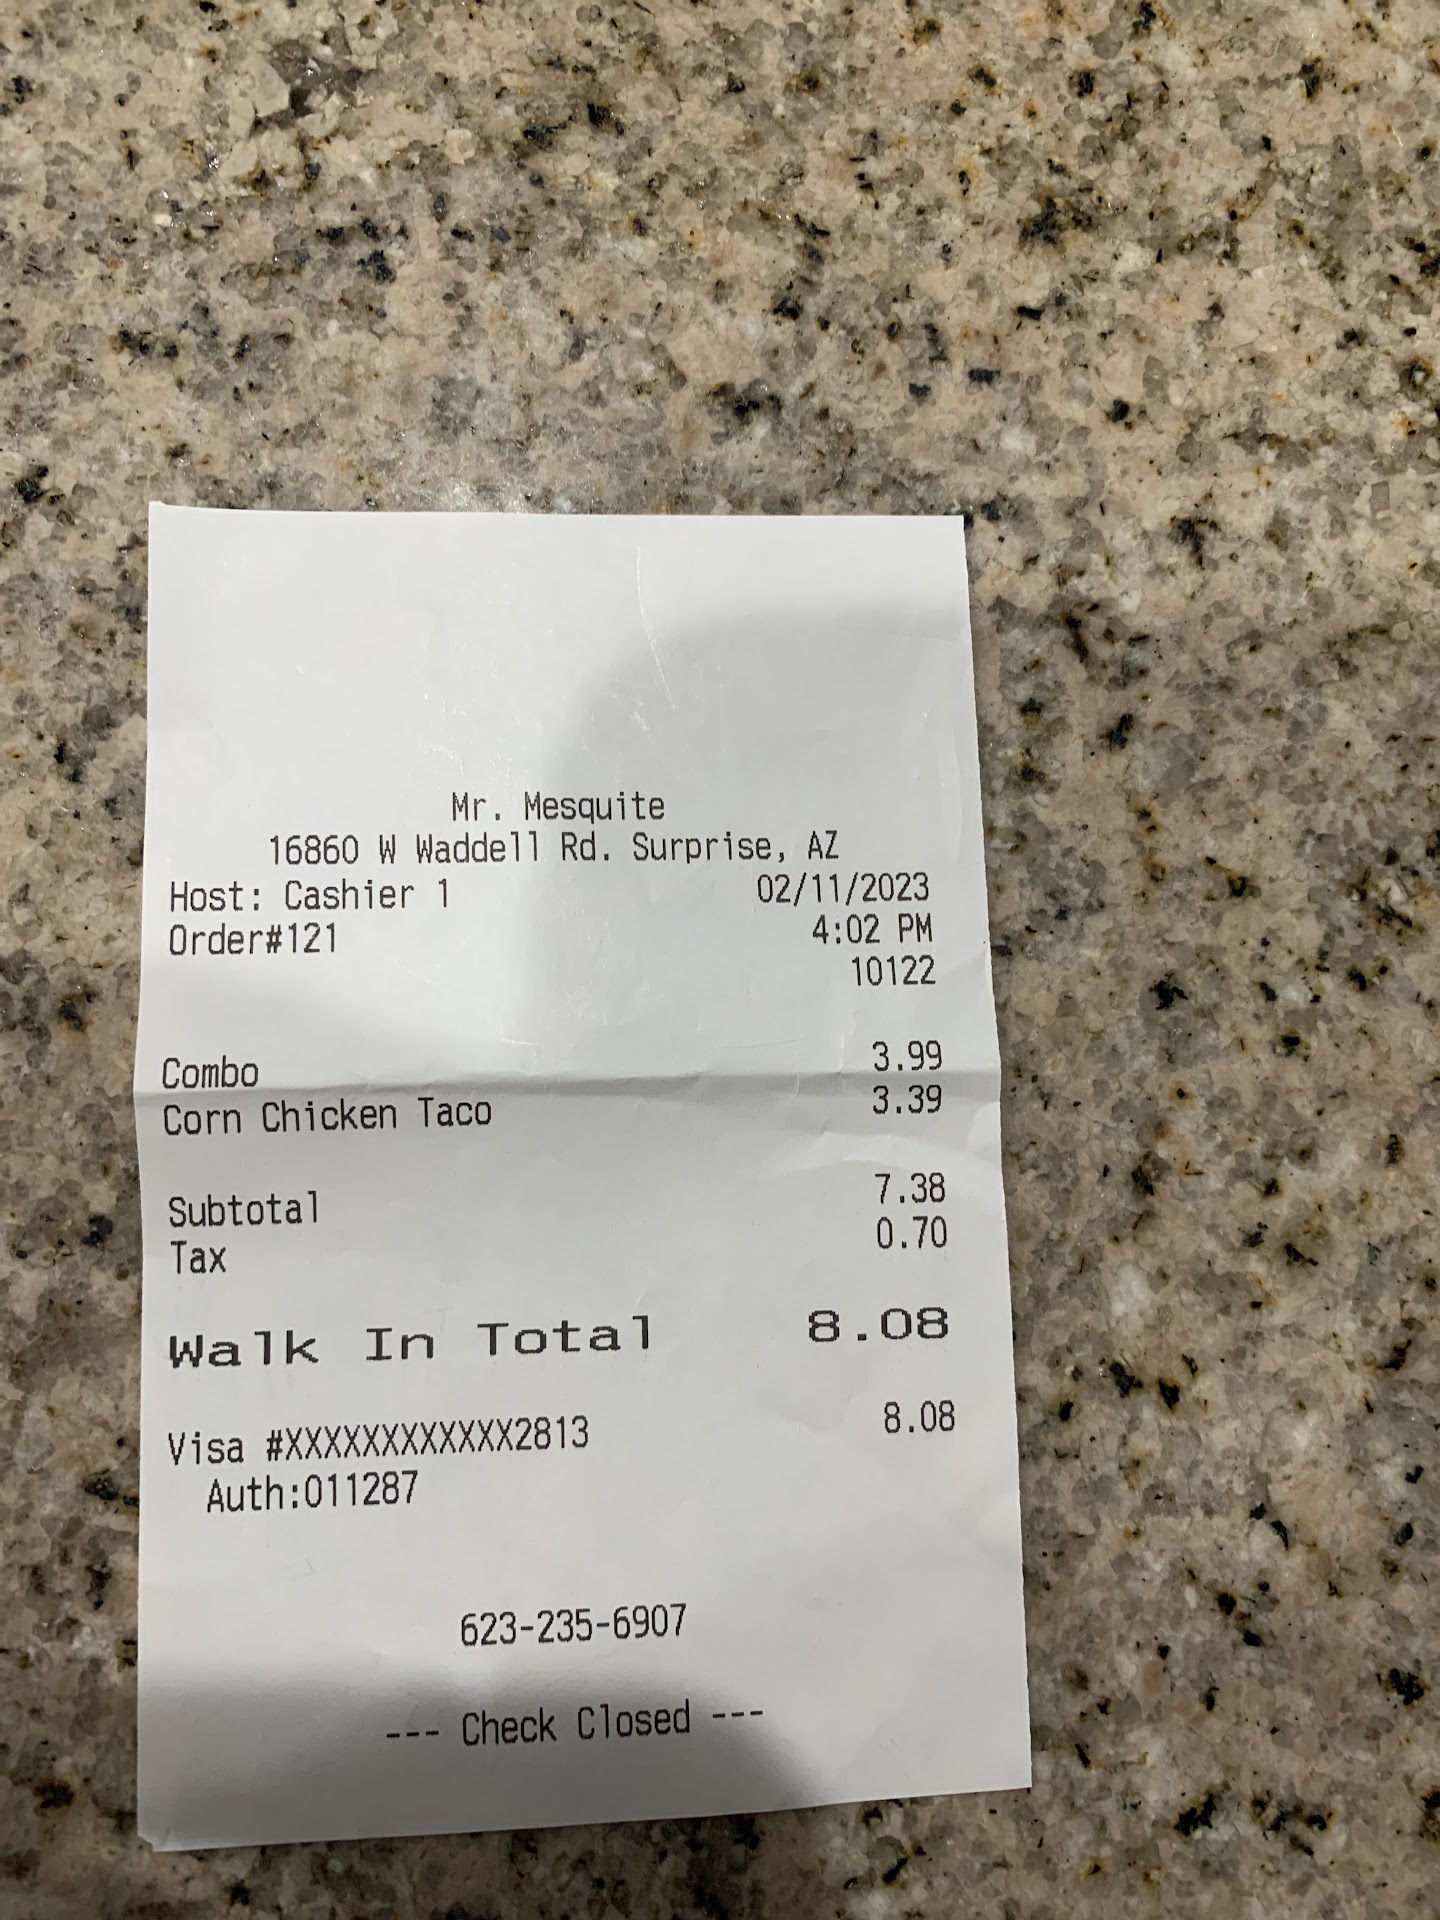 Mr. Mesquite
16860 W Waddell Rd. Surprise, AZ
Host: Cashier 1 02/11/2023
Order#121 4:02 PM
10122
Combo 3.99
Corn Chicken Taco 3.39
Subtotal 7.38
Tax 0.70
Walk In Total 8.08
Visa #XXXXXXXXXXXX2813 8.08
Auth:011287
623-235-6907
--- Check Closed ---